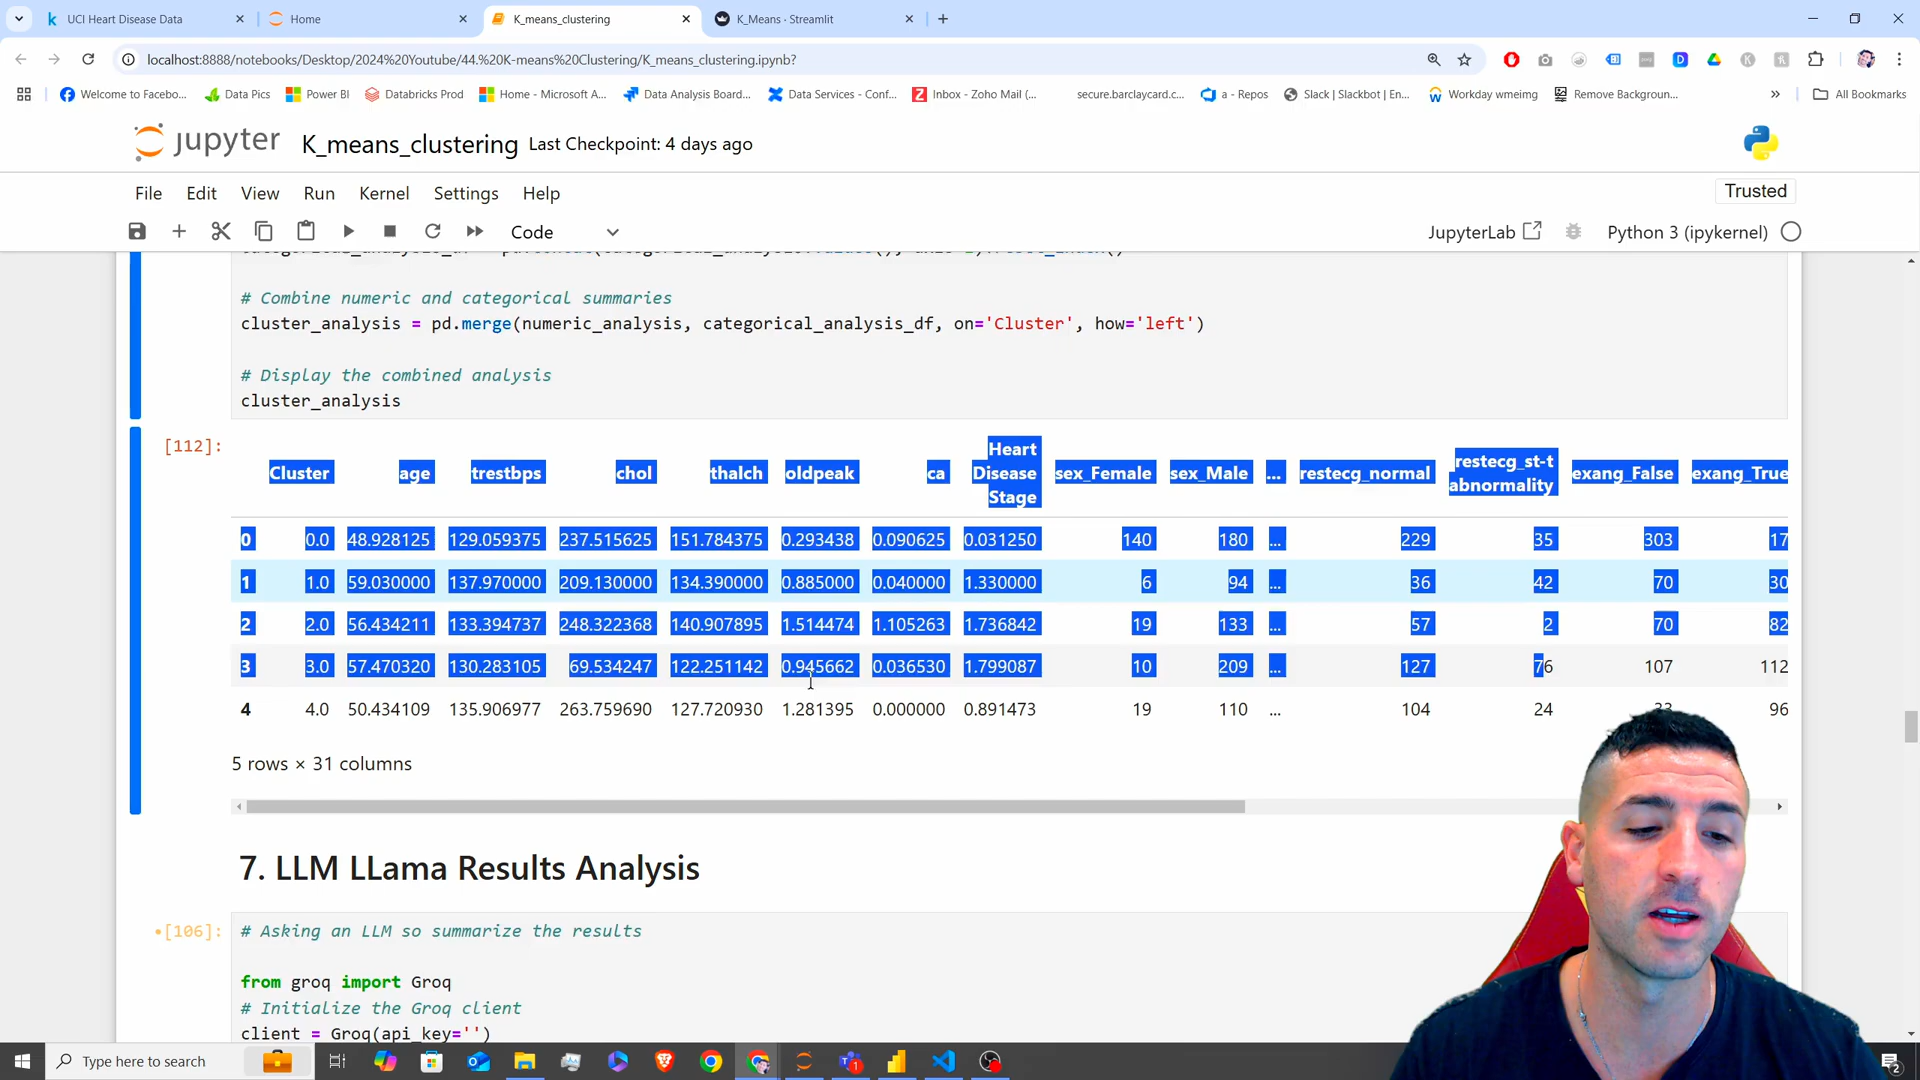 UCI Heart Disease Data
Home
K_means_clustering
K_Means · Streamlit
localhost:8888/notebooks/Desktop/2024%20Youtube/44.%20K-means%20Clustering/K_means_clustering.ipynb?
Welcome to Facebo...
Data Pics
Power BI
Databricks Prod
Home - Microsoft A...
Data Analysis Board...
Data Services - Conf...
Inbox - Zoho Mail (...
secure.barclaycard.c...
a - Repos
Slack | Slackbot | En...
Workday wmeimg
Remove Backgroun...
All Bookmarks
jupyter K_means_clustering Last Checkpoint: 4 days ago
File Edit View Run Kernel Settings Help
Trusted
Code
JupyterLab
Python 3 (ipykernel)
# Combine numeric and categorical summaries
cluster_analysis = pd.merge(numeric_analysis, categorical_analysis_df, on='Cluster', how='left')
# Display the combined analysis
cluster_analysis
[112]:
Cluster age trestbps chol thalch oldpeak ca Heart Disease Stage sex_Female sex_Male ... restecg_normal restecg_st-t abnormality exang_False exang_True
0 0.0 48.928125 129.059375 237.515625 151.784375 0.293438 0.090625 0.031250 140 180 ... 229 35 303 17
1 1.0 59.030000 137.970000 209.130000 134.390000 0.885000 0.040000 1.330000 6 94 ... 36 42 70 30
2 2.0 56.434211 133.394737 248.322368 140.907895 1.514474 1.105263 1.736842 19 133 ... 57 2 70 82
3 3.0 57.470320 130.283105 69.534247 122.251142 0.945662 0.036530 1.799087 10 209 ... 127 76 107 112
4 4.0 50.434109 135.906977 263.759690 127.720930 1.281395 0.000000 0.891473 19 110 ... 104 24 33 96
5 rows × 31 columns
7. LLM LLama Results Analysis
[106]:
# Asking an LLM so summarize the results
from groq import Groq
# Initialize the Groq client
client = Groq(api_key='')
Type here to search